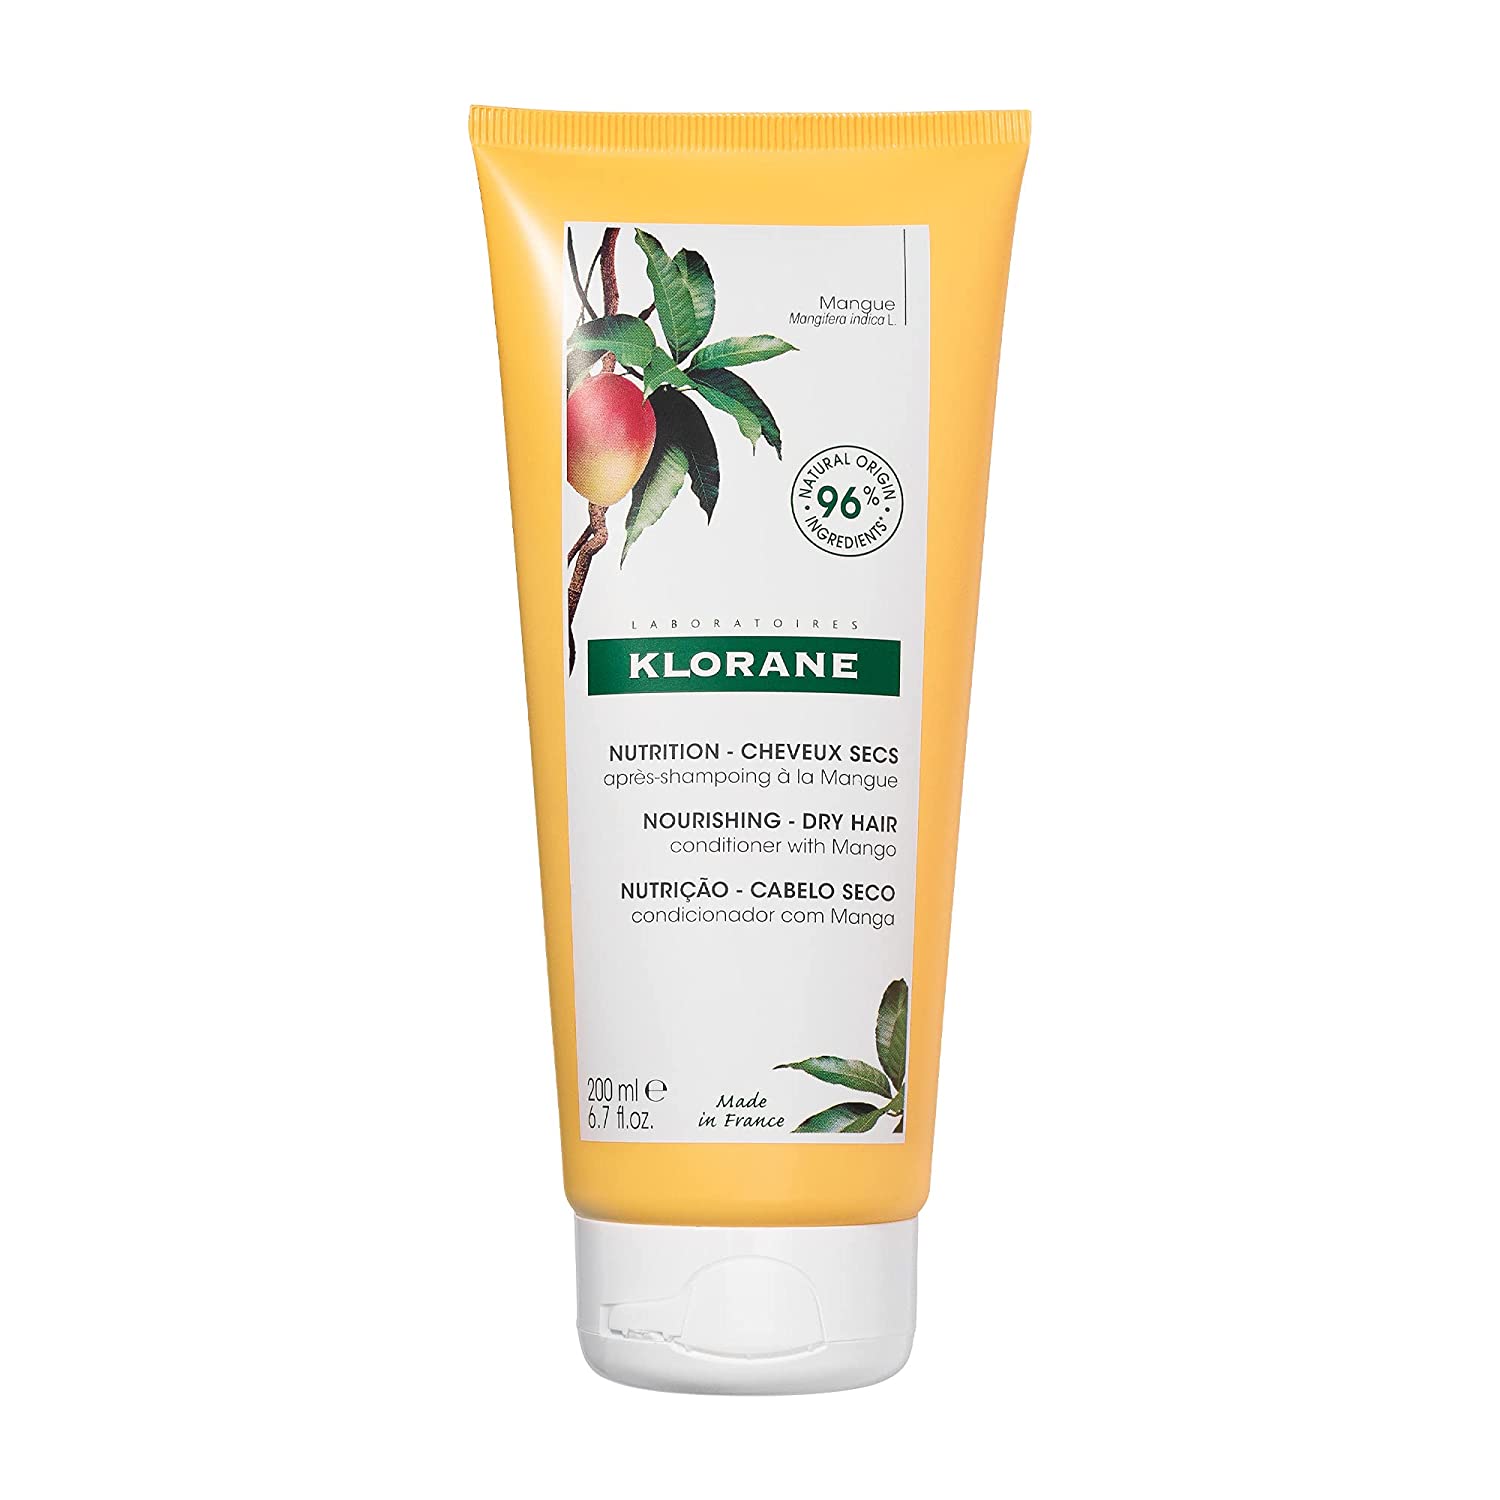 Mangue
Mangifera indica L.
NATURAL ORIGIN
96%
INGREDIENTS*
LABORATOIRES
KLORANE
NUTRITION - CHEVEUX SECS
après-shampoing à la Mangue
NOURISHING - DRY HAIR
conditioner with Mango
NUTRIÇÃO - CABELO SECO
condicionador com Manga
200 ml ℮
6.7 fl.oz.
Made
in France